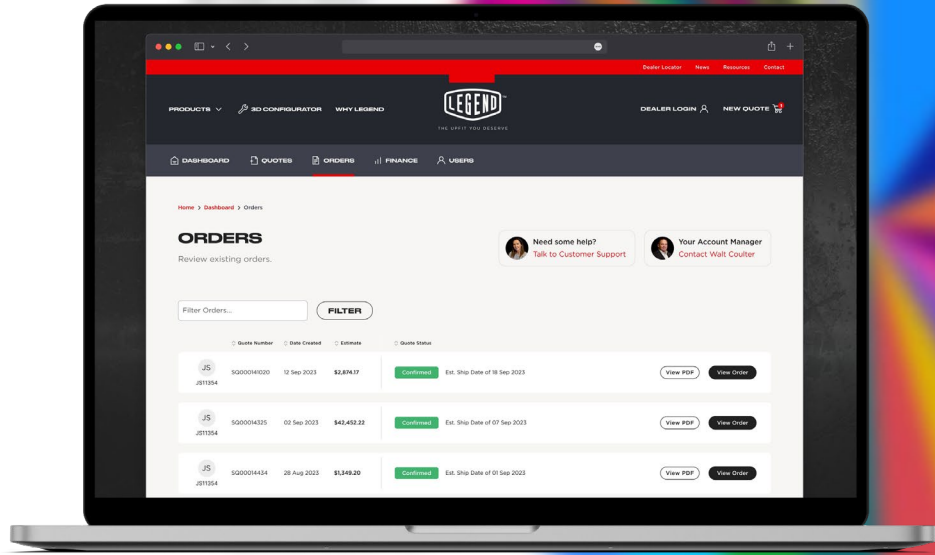 Dealer Locator News Resources Contact
PRODUCTS 3D CONFIGURATOR WHY LEGEND
LEGEND™
THE UPFIT YOU DESERVE
DEALER LOGIN NEW QUOTE
DASHBOARD QUOTES ORDERS FINANCE USERS
Home > Dashboard > Orders
ORDERS
Review existing orders.
Need some help?
Talk to Customer Support
Your Account Manager
Contact Walt Coulter
Filter Orders... FILTER
Quote Number Date Created Estimate Quote Status
JS
JS11354
SQ000141020 12 Sep 2023 $2,874.17 Confirmed Est. Ship Date of 18 Sep 2023 View PDF View Order
JS
JS11354
SQ00014325 02 Sep 2023 $42,452.22 Confirmed Est. Ship Date of 07 Sep 2023 View PDF View Order
JS
JS11354
SQ00014434 28 Aug 2023 $1,349.20 Confirmed Est. Ship Date of 01 Sep 2023 View PDF View Order